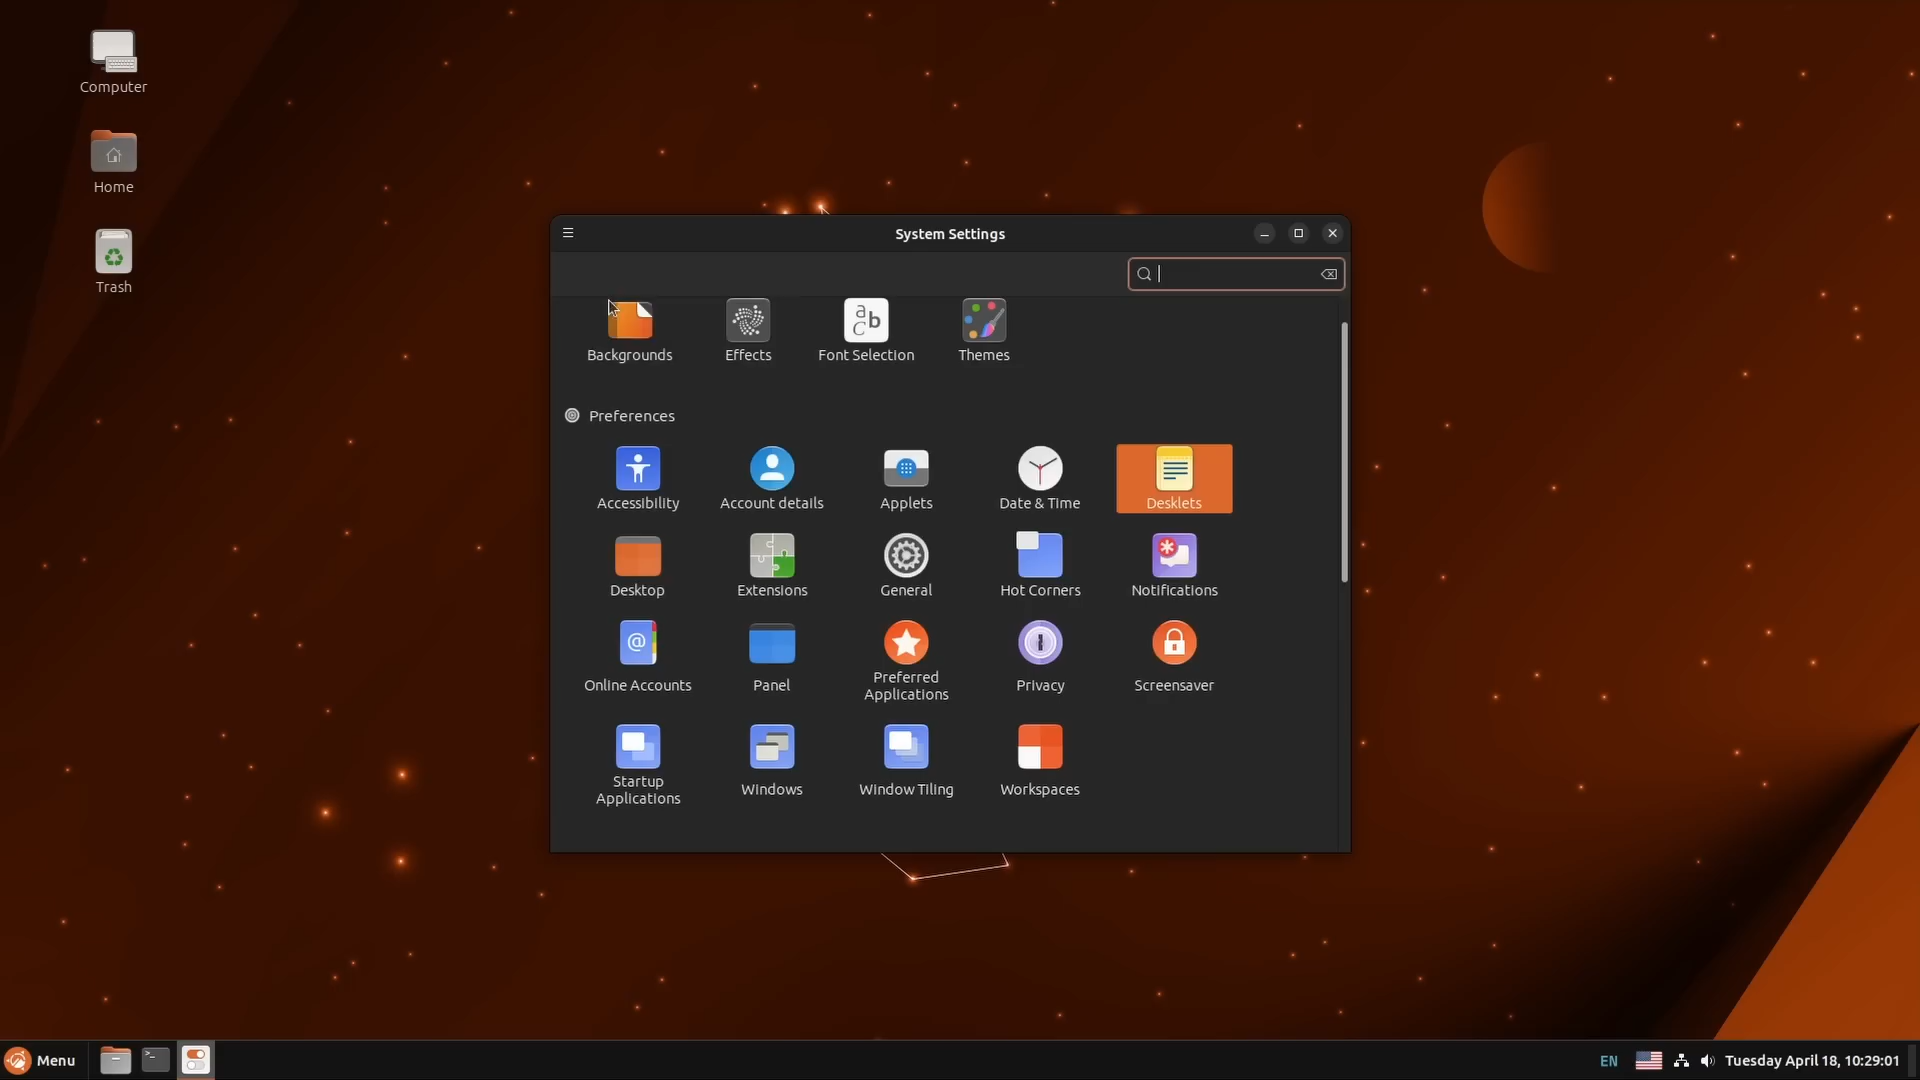 Computer
Home
Trash
System Settings
Backgrounds
Effects
Font Selection
Themes
Preferences
Accessibility
Account details
Applets
Date & Time
Desklets
Desktop
Extensions
General
Hot Corners
Notifications
Online Accounts
Panel
Preferred
Applications
Privacy
Screensaver
Startup
Applications
Windows
Window Tiling
Workspaces
Menu
EN
Tuesday April 18, 10:29:01